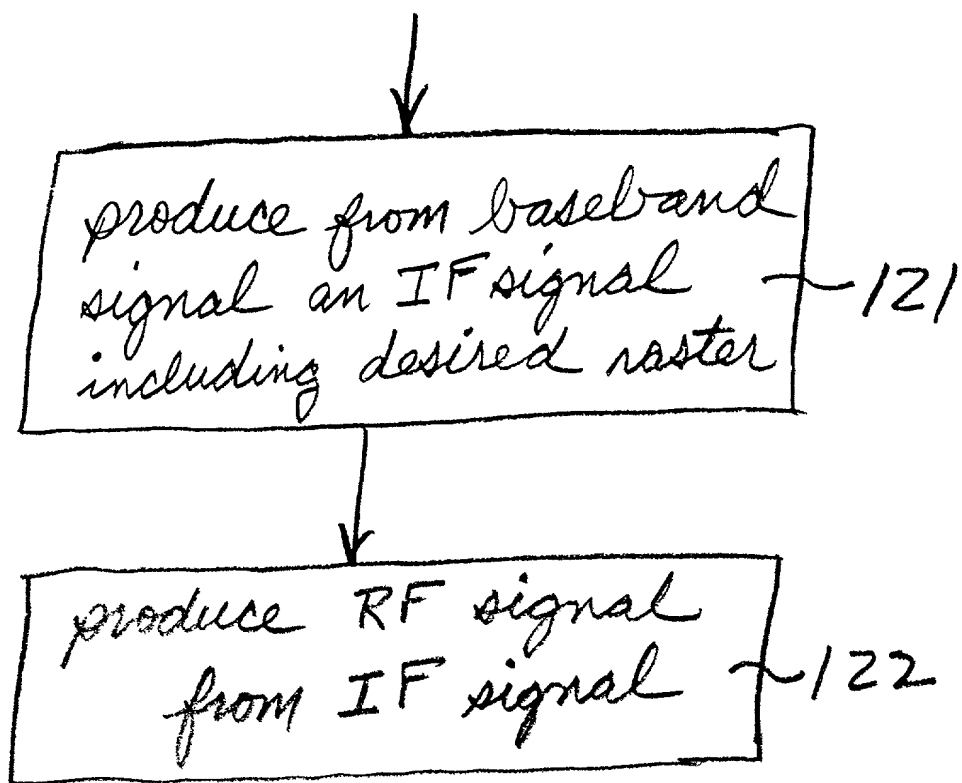 produce from baseband
signal an IF signal
including desired raster
121
produce RF signal
from IF signal
122